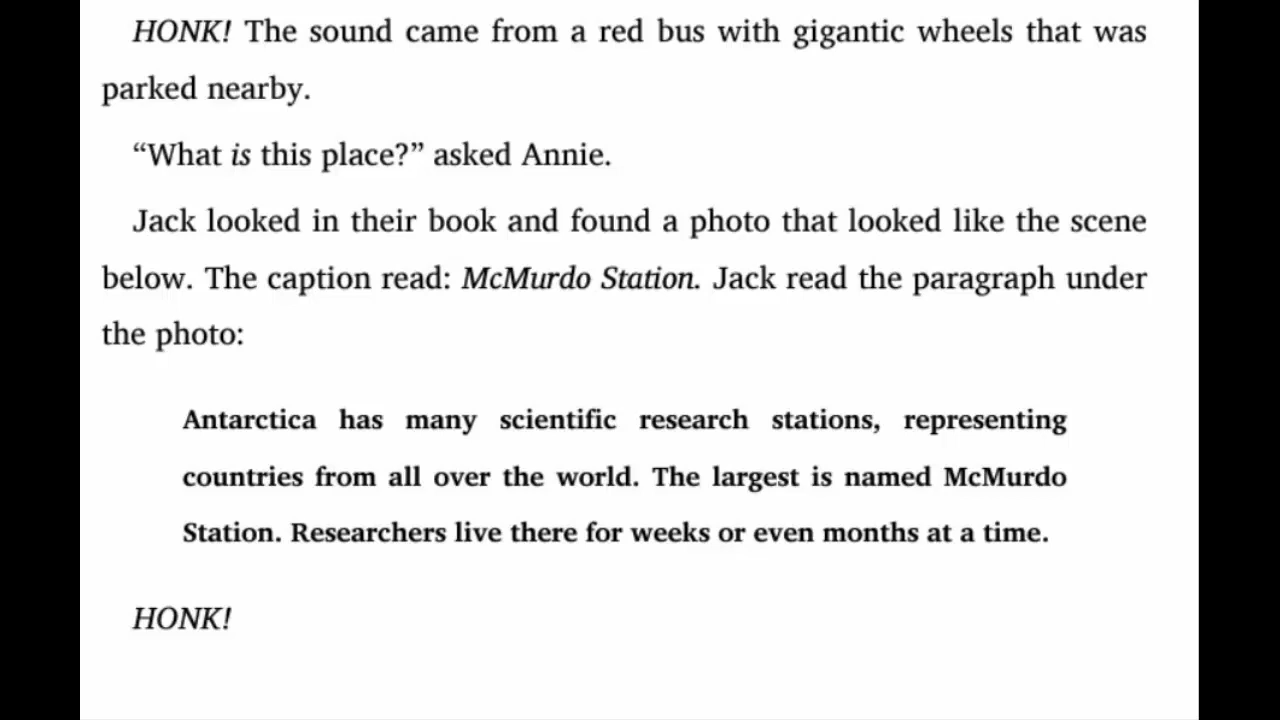 HONK! The sound came from a red bus with gigantic wheels that was
parked nearby.
“What is this place?” asked Annie.
Jack looked in their book and found a photo that looked like the scene
below. The caption read: McMurdo Station. Jack read the paragraph under
the photo:
Antarctica has many scientific research stations, representing
countries from all over the world. The largest is named McMurdo
Station. Researchers live there for weeks or even months at a time.
HONK!